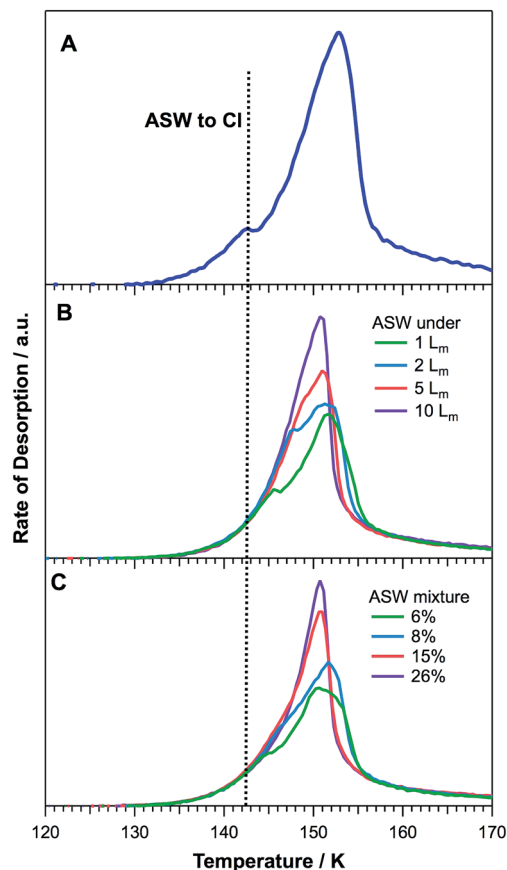 A
ASW to CI
B
ASW under
1 Lm
2 Lm
5 Lm
10 Lm
Rate of Desorption / a.u.
C
ASW mixture
6%
8%
15%
26%
120 130 140 150 160 170
Temperature / K